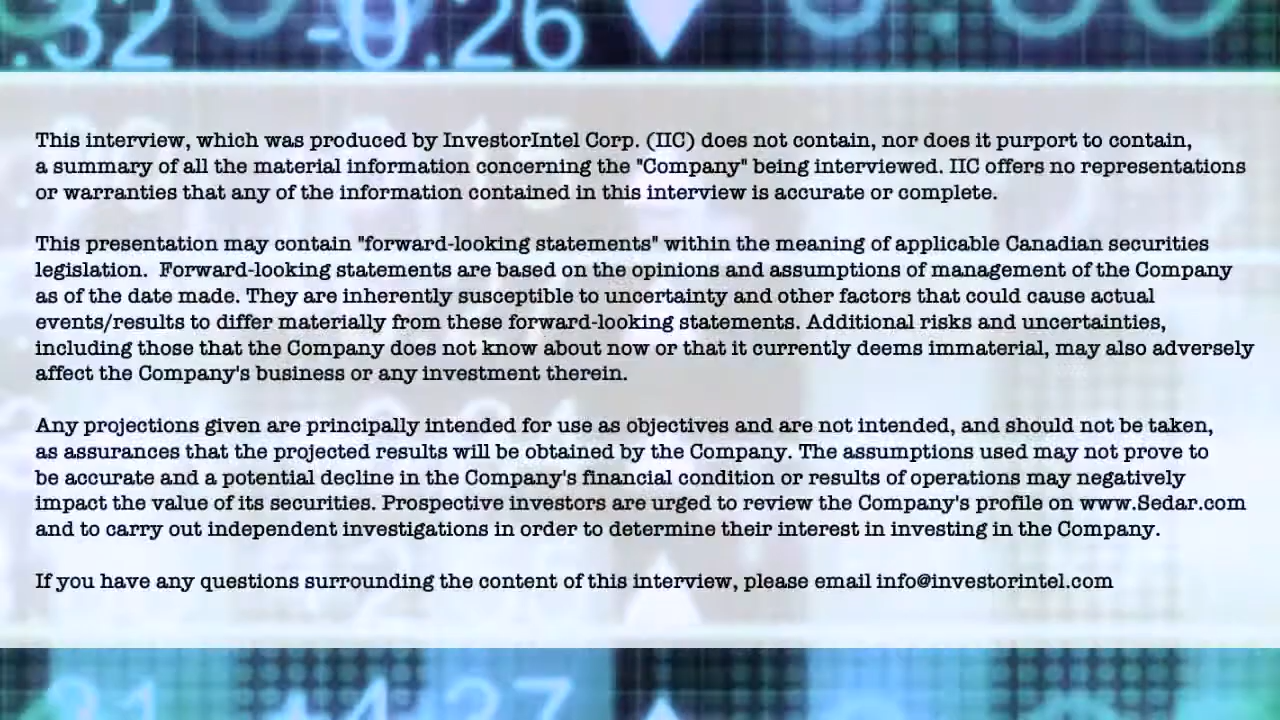 .32 -0.26
This interview, which was produced by InvestorIntel Corp. (IIC) does not contain, nor does it purport to contain,
a summary of all the material information concerning the "Company" being interviewed. IIC offers no representations
or warranties that any of the information contained in this interview is accurate or complete.
This presentation may contain "forward-looking statements" within the meaning of applicable Canadian securities
legislation.  Forward-looking statements are based on the opinions and assumptions of management of the Company
as of the date made. They are inherently susceptible to uncertainty and other factors that could cause actual
events/results to differ materially from these forward-looking statements. Additional risks and uncertainties,
including those that the Company does not know about now or that it currently deems immaterial, may also adversely
affect the Company's business or any investment therein.
Any projections given are principally intended for use as objectives and are not intended, and should not be taken,
as assurances that the projected results will be obtained by the Company. The assumptions used may not prove to
be accurate and a potential decline in the Company's financial condition or results of operations may negatively
impact the value of its securities. Prospective investors are urged to review the Company's profile on www.Sedar.com
and to carry out independent investigations in order to determine their interest in investing in the Company.
If you have any questions surrounding the content of this interview, please email info@investorintel.com